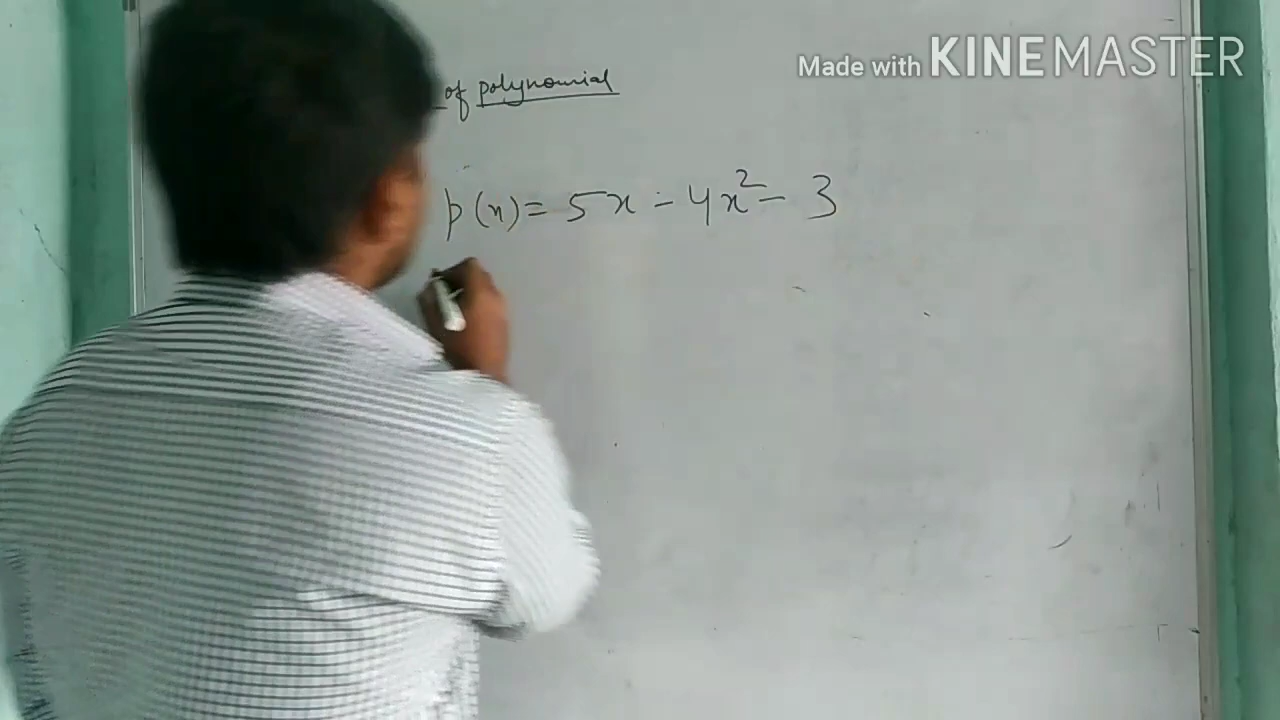 Made with KINEMASTER
of polynomial
p(x) = 5x - 4x² - 3